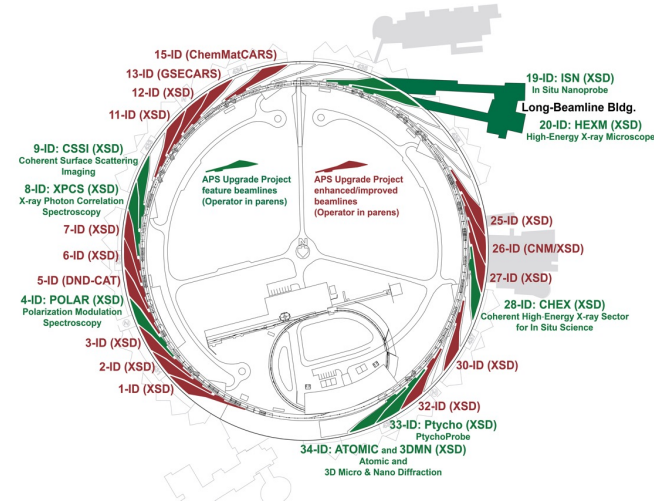 15-ID (ChemMatCARS)
13-ID (GSECARS)
12-ID (XSD)
11-ID (XSD)
9-ID: CSSI (XSD)
Coherent Surface Scattering
Imaging
8-ID: XPCS (XSD)
X-ray Photon Correlation
Spectroscopy
7-ID (XSD)
6-ID (XSD)
5-ID (DND-CAT)
4-ID: POLAR (XSD)
Polarization Modulation
Spectroscopy
3-ID (XSD)
2-ID (XSD)
1-ID (XSD)
APS Upgrade Project
feature beamlines
(Operator in parens)
APS Upgrade Project
enhanced/improved
beamlines
(Operator in parens)
19-ID: ISN (XSD)
In Situ Nanoprobe
Long-Beamline Bldg.
20-ID: HEXM (XSD)
High-Energy X-ray Microscope
25-ID (XSD)
26-ID (CNM/XSD)
27-ID (XSD)
28-ID: CHEX (XSD)
Coherent High-Energy X-ray Sector
for In Situ Science
30-ID (XSD)
32-ID (XSD)
33-ID: Ptycho (XSD)
PtychoProbe
34-ID: ATOMIC and 3DMN (XSD)
Atomic and
3D Micro & Nano Diffraction